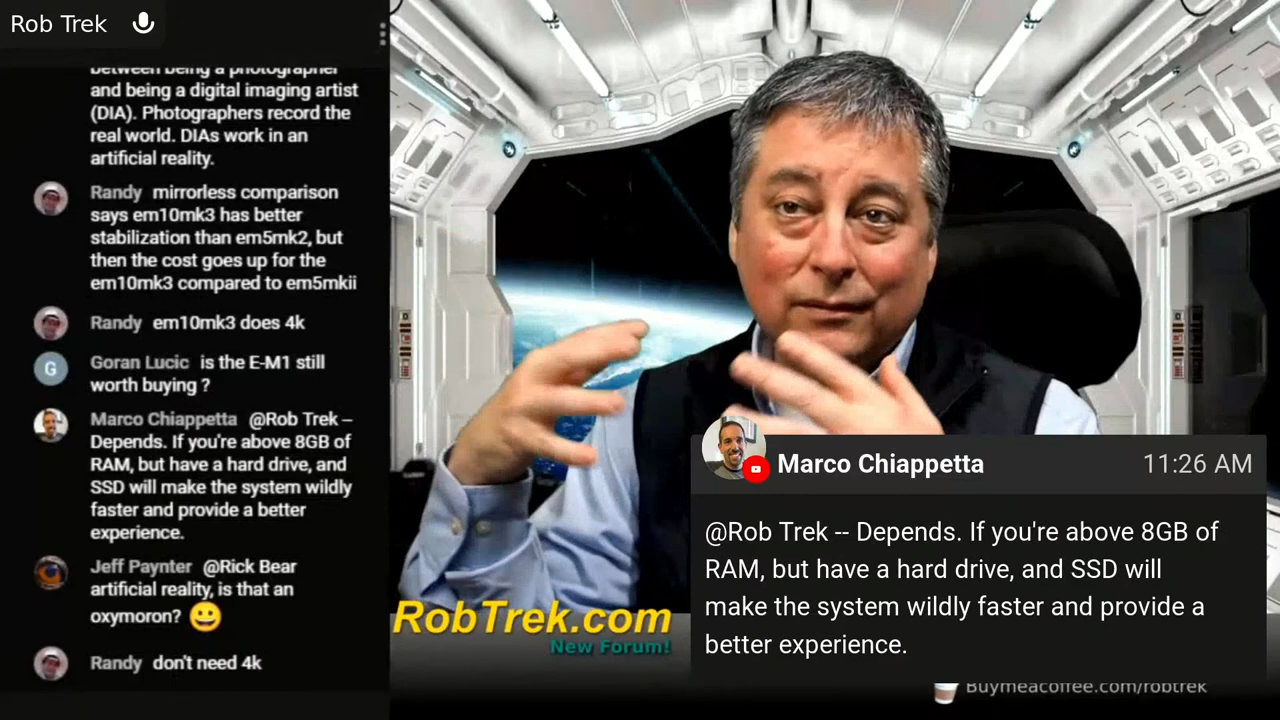 Rob Trek
between being a photographer
and being a digital imaging artist
(DIA). Photographers record the
real world. DIAs work in an
artificial reality.
Randy mirrorless comparison
says em10mk3 has better
stabilization than em5mk2, but
then the cost goes up for the
em10mk3 compared to em5mkii
Randy em10mk3 does 4k
G
Goran Lucic is the E-M1 still
worth buying ?
Marco Chiappetta @Rob Trek –
Depends. If you're above 8GB of
RAM, but have a hard drive, and
SSD will make the system wildly
faster and provide a better
experience.
Jeff Paynter @Rick Bear
artificial reality, is that an
oxymoron? 😀
Randy don't need 4k
Marco Chiappetta 11:26 AM
@Rob Trek -- Depends. If you're above 8GB of
RAM, but have a hard drive, and SSD will
make the system wildly faster and provide a
better experience.
RobTrek.com
New Forum!
Buymeacoffee.com/robtrek